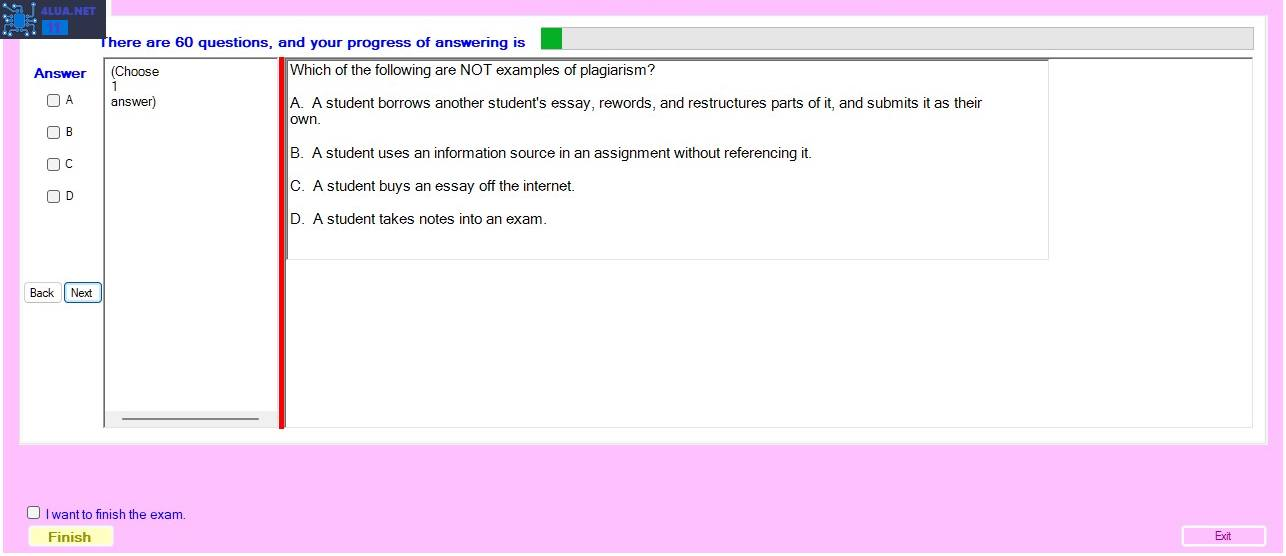 4LUA.NET
There are 60 questions, and your progress of answering is
Answer
A
B
C
D
Back Next
(Choose
1
answer)
Which of the following are NOT examples of plagiarism?
A. A student borrows another student's essay, rewords, and restructures parts of it, and submits it as their
own.
B. A student uses an information source in an assignment without referencing it.
C. A student buys an essay off the internet.
D. A student takes notes into an exam.
I want to finish the exam.
Finish
Exit